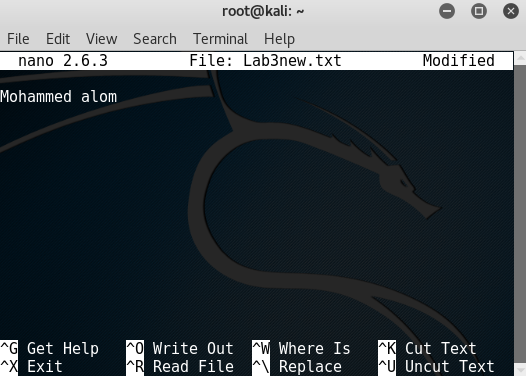 root@kali: ~
File Edit View Search Terminal Help
nano 2.6.3 File: Lab3new.txt Modified
Mohammed alom
^G Get Help ^O Write Out ^W Where Is ^K Cut Text
^X Exit ^R Read File ^\ Replace ^U Uncut Text